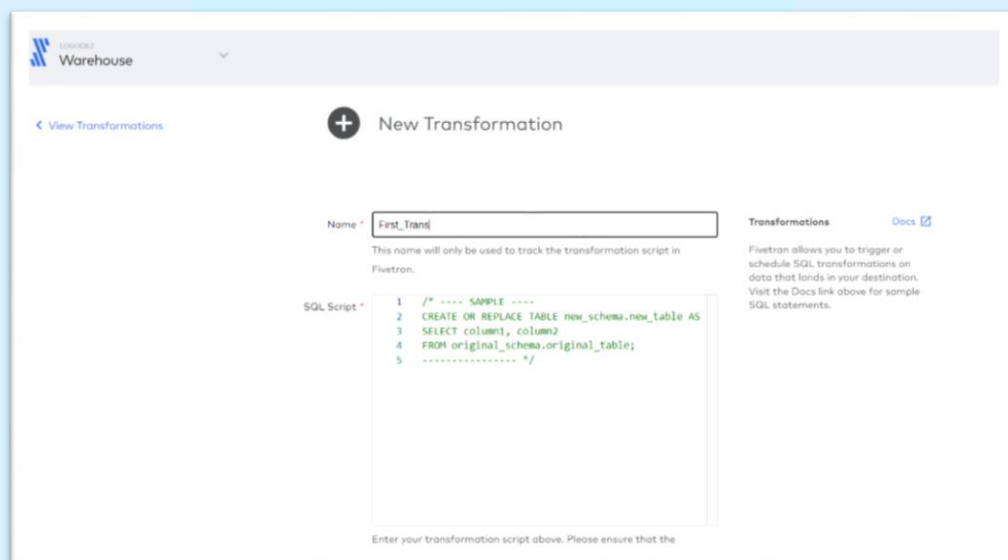 Warehouse
View Transformations
New Transformation
Name *
First_Trans
This name will only be used to track the transformation script in
Fivetran.
Transformations
Docs
Fivetran allows you to trigger or
schedule SQL transformations on
data that lands in your destination.
Visit the Docs link above for sample
SQL statements.
SQL Script *
1 /* ---- SAMPLE ----
2 CREATE OR REPLACE TABLE new_schema.new_table AS
3 SELECT column1, column2
4 FROM original_schema.original_table;
5 ---------------- */
Enter your transformation script above. Please ensure that the